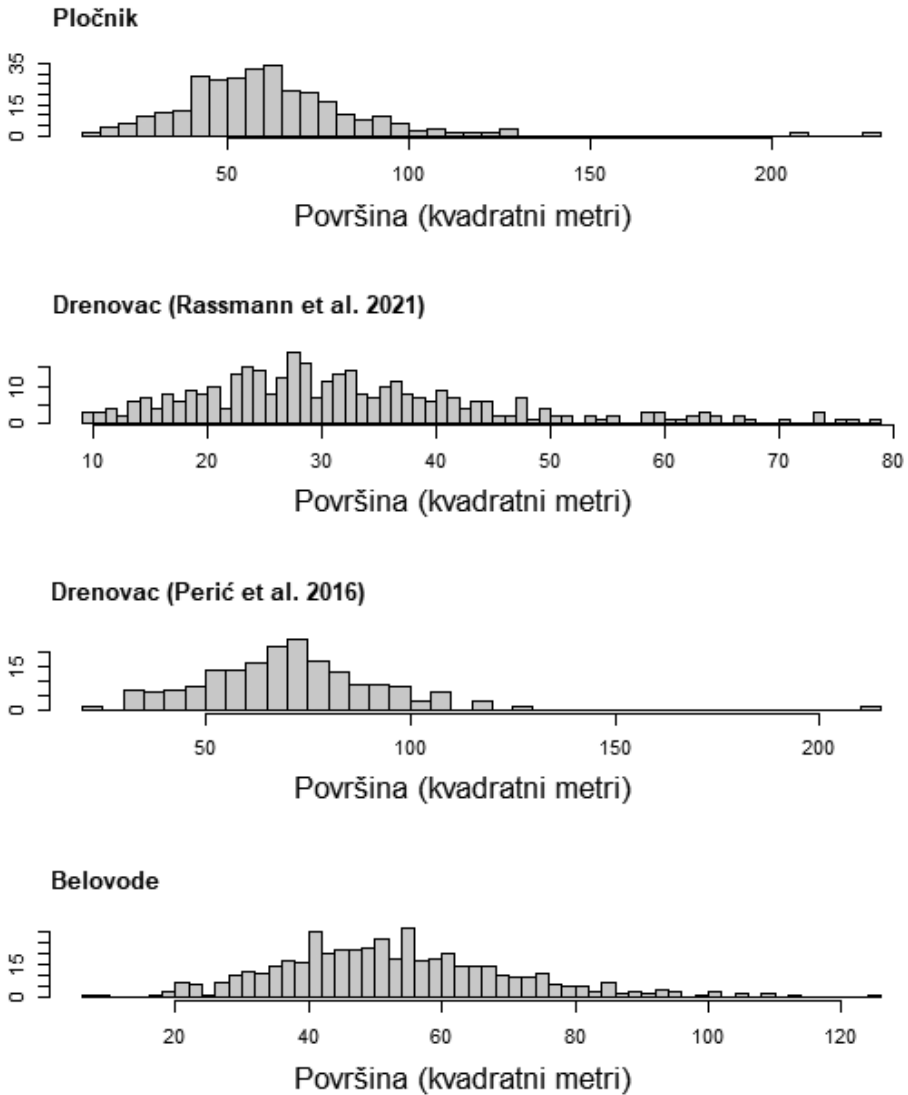 Pločnik
35
15
0
50 100 150 200
Površina (kvadratni metri)
Drenovac (Rassmann et al. 2021)
10
0
10 20 30 40 50 60 70 80
Površina (kvadratni metri)
Drenovac (Perić et al. 2016)
15
0
50 100 150 200
Površina (kvadratni metri)
Belovode
15
0
20 40 60 80 100 120
Površina (kvadratni metri)